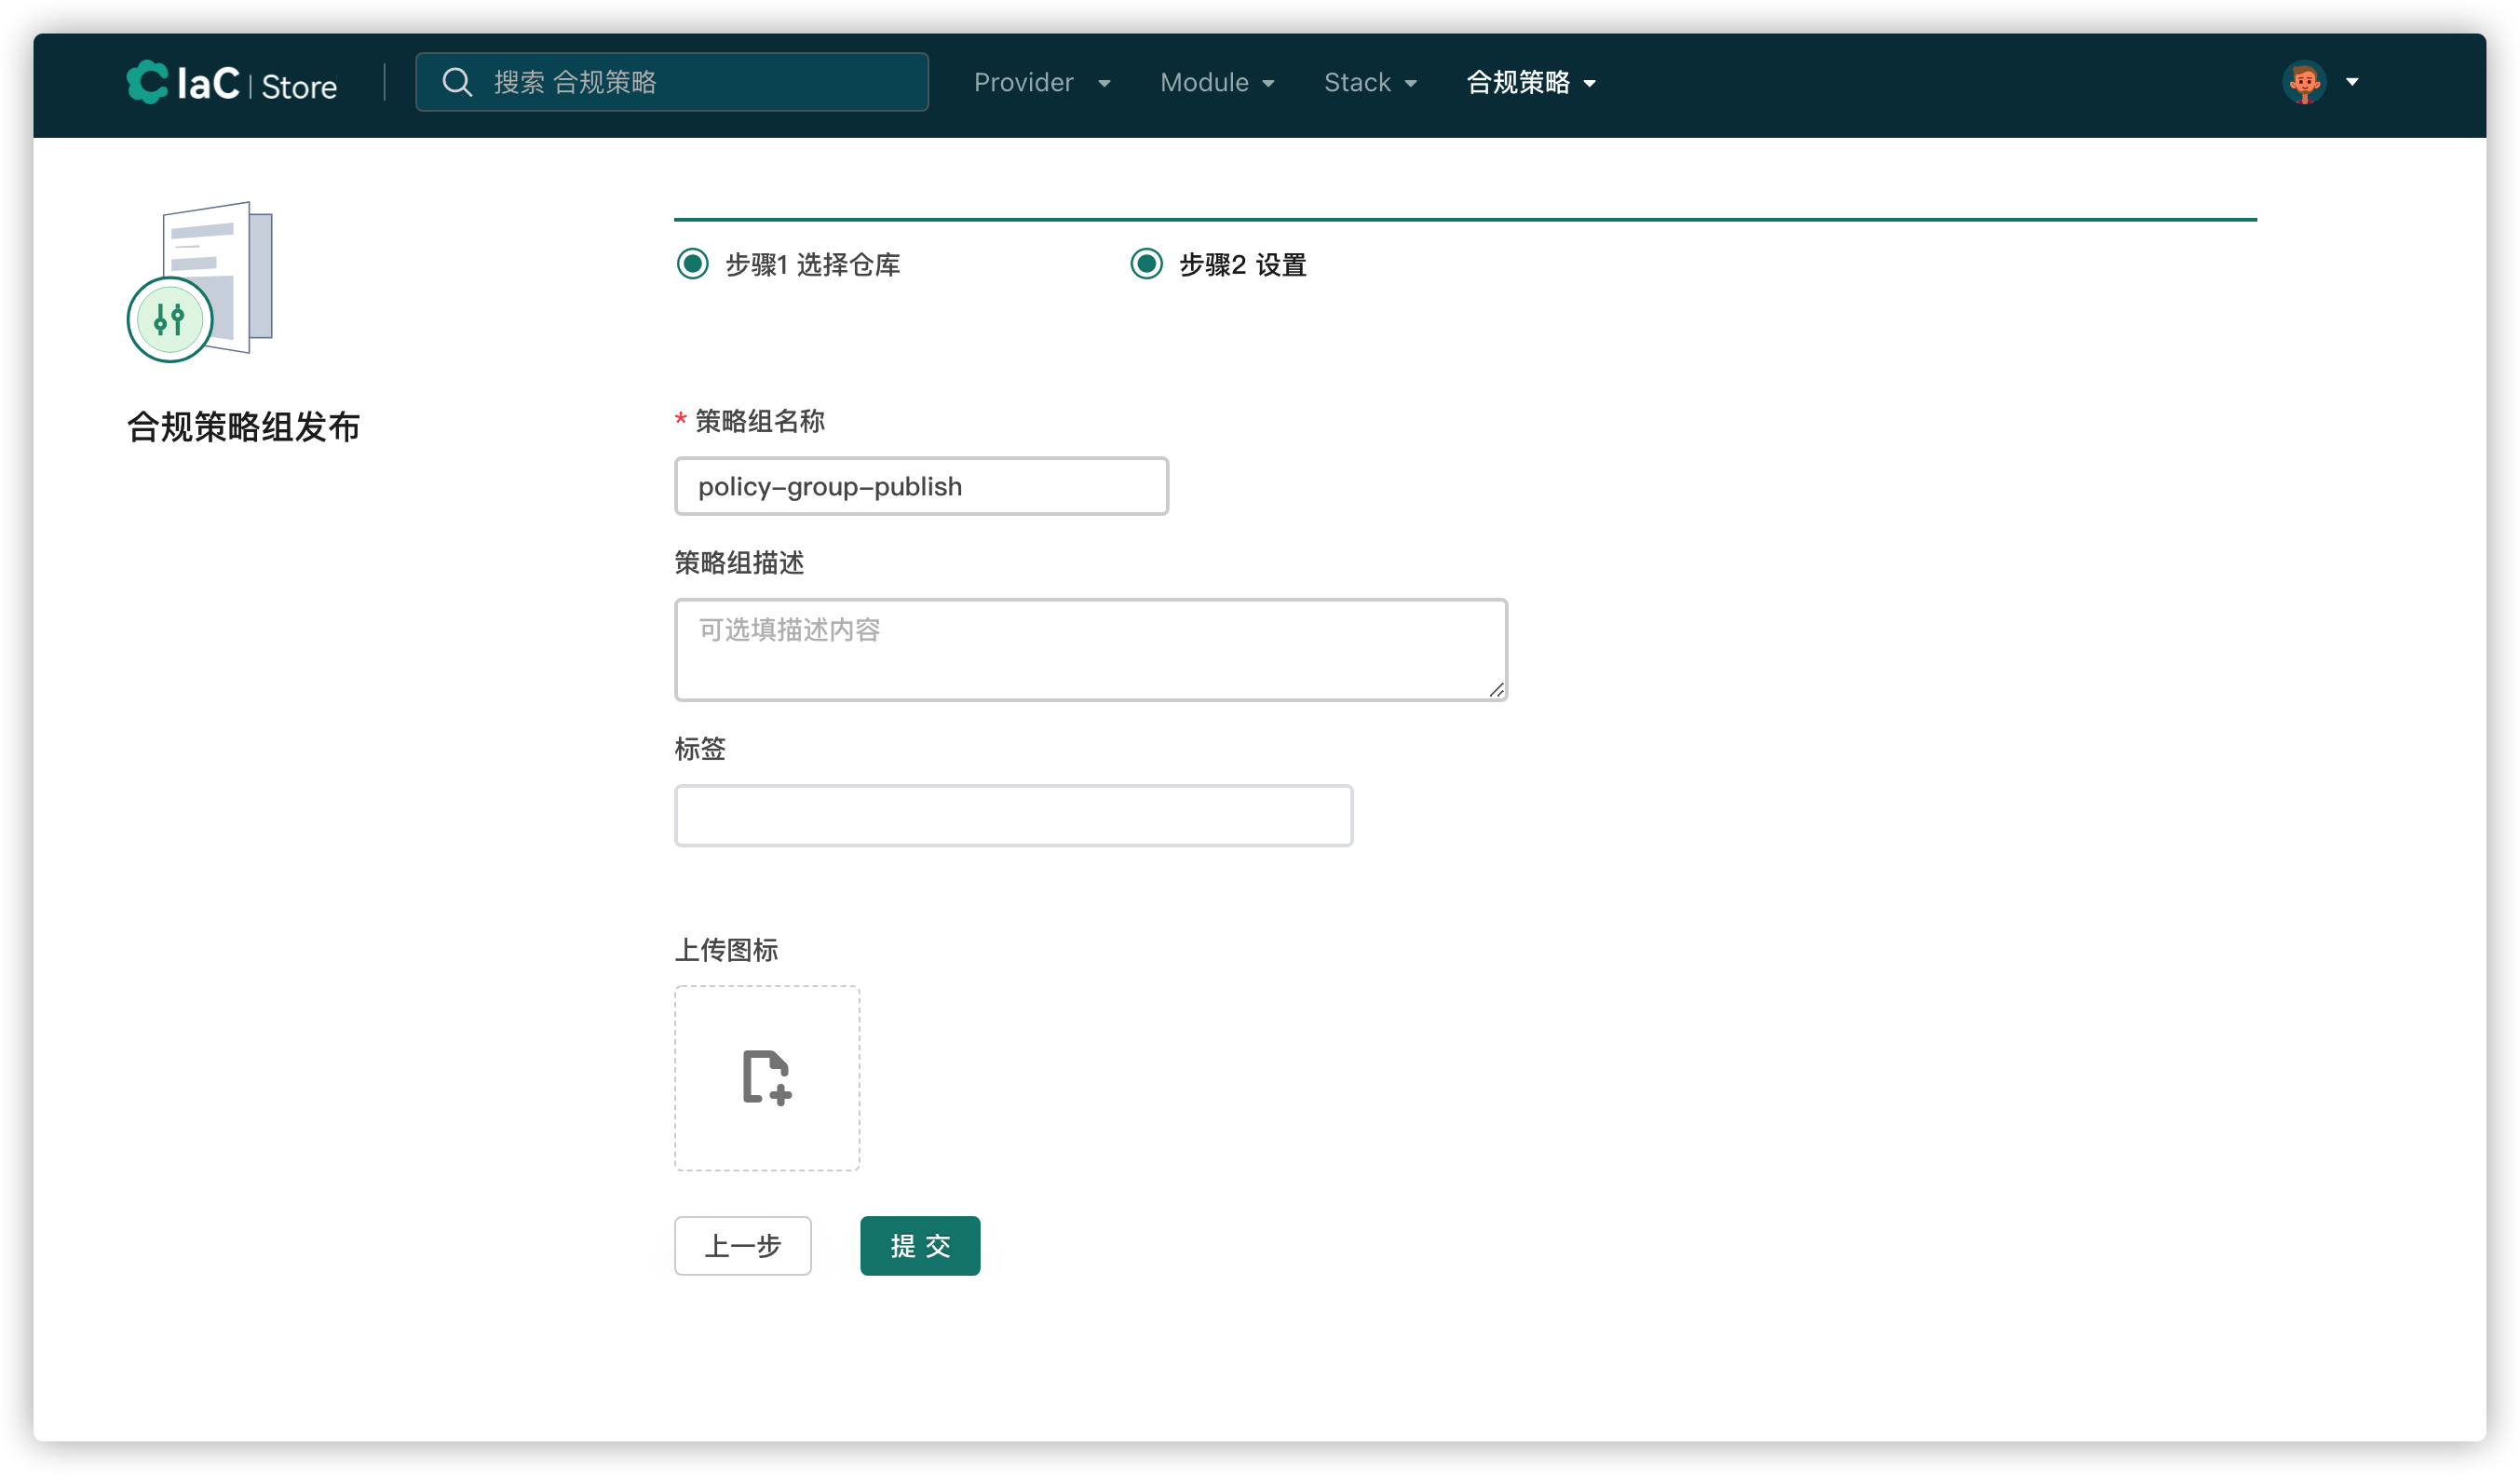 IaC | Store
搜索 合规策略
Provider
Module
Stack
合规策略
步骤1 选择仓库
步骤2 设置
合规策略组发布
* 策略组名称
policy-group-publish
策略组描述
可选填描述内容
标签
上传图标
上一步
提 交